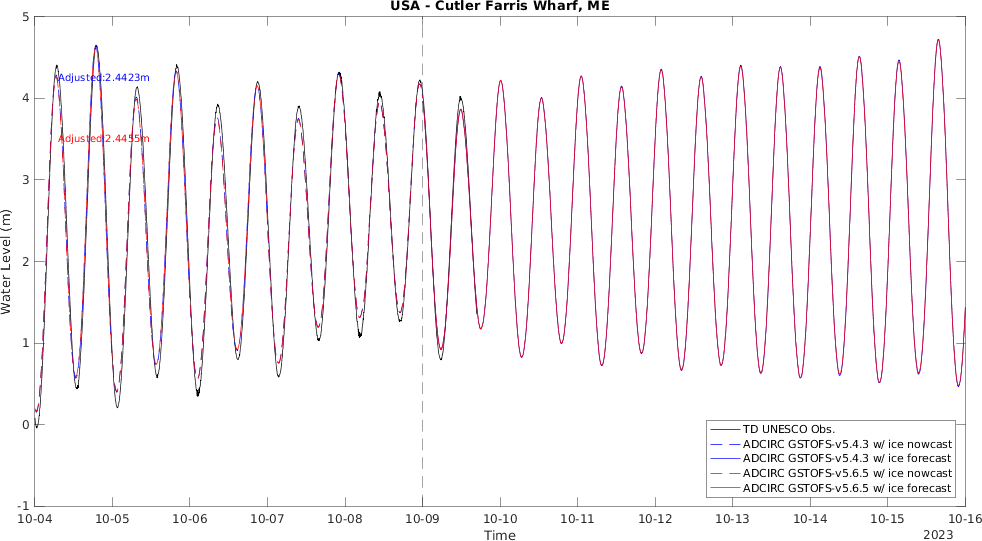 USA - Cutler Farris Wharf, ME
5
4
3
2
1
0
-1
Water Level (m)
Adjusted:2.4423m
Adjusted:2.4455m
TD UNESCO Obs.
ADCIRC GSTOFS-v5.4.3 w/ ice nowcast
ADCIRC GSTOFS-v5.4.3 w/ ice forecast
ADCIRC GSTOFS-v5.6.5 w/ ice nowcast
ADCIRC GSTOFS-v5.6.5 w/ ice forecast
10-04 10-05 10-06 10-07 10-08 10-09 10-10 10-11 10-12 10-13 10-14 10-15 10-16
Time
2023